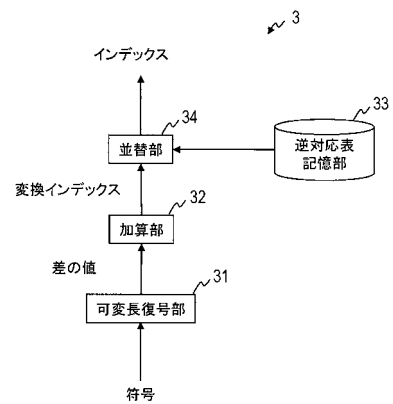 3
インデックス
34
並替部
33
逆対応表
記憶部
変換インデックス
32
加算部
差の値
31
可変長復号部
符号